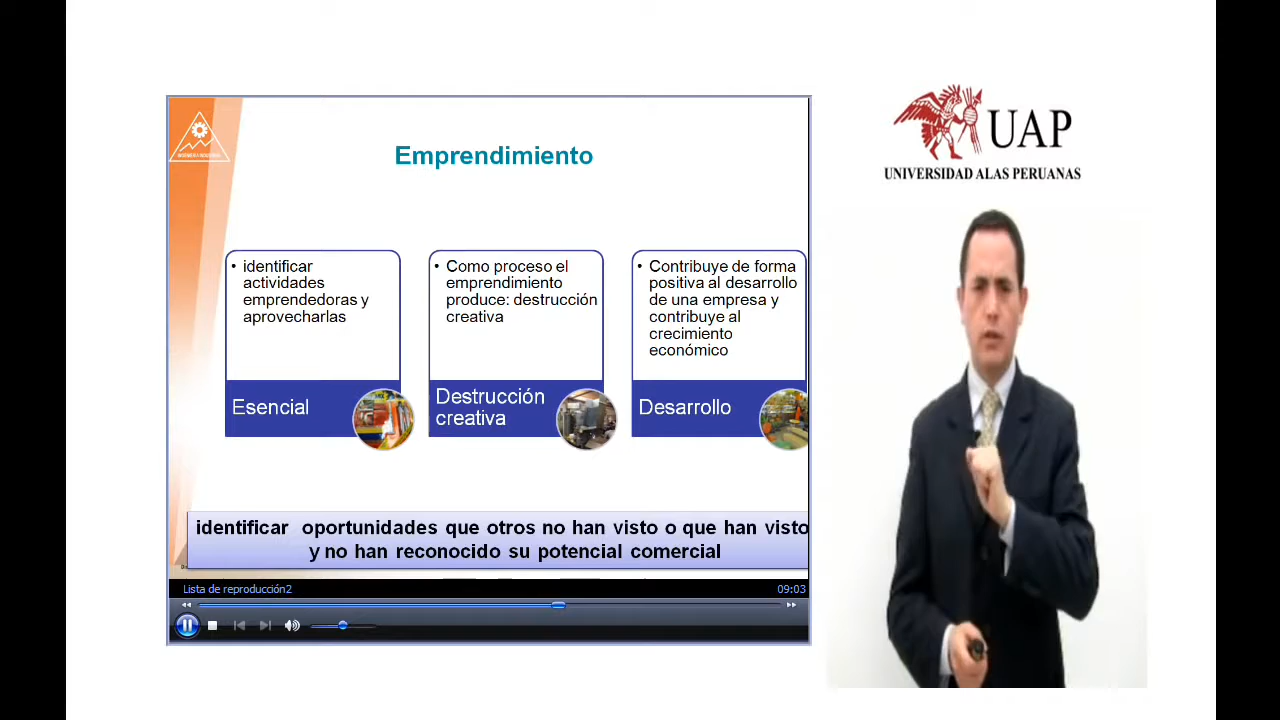 Emprendimiento
• identificar
actividades
emprendedoras y
aprovecharlas
Esencial
• Como proceso el
emprendimiento
produce: destrucción
creativa
Destrucción
creativa
• Contribuye de forma
positiva al desarrollo
de una empresa y
contribuye al
crecimiento
económico
Desarrollo
identificar oportunidades que otros no han visto o que han visto
y no han reconocido su potencial comercial
Lista de reproducción2
09:03
UAP
UNIVERSIDAD ALAS PERUANAS